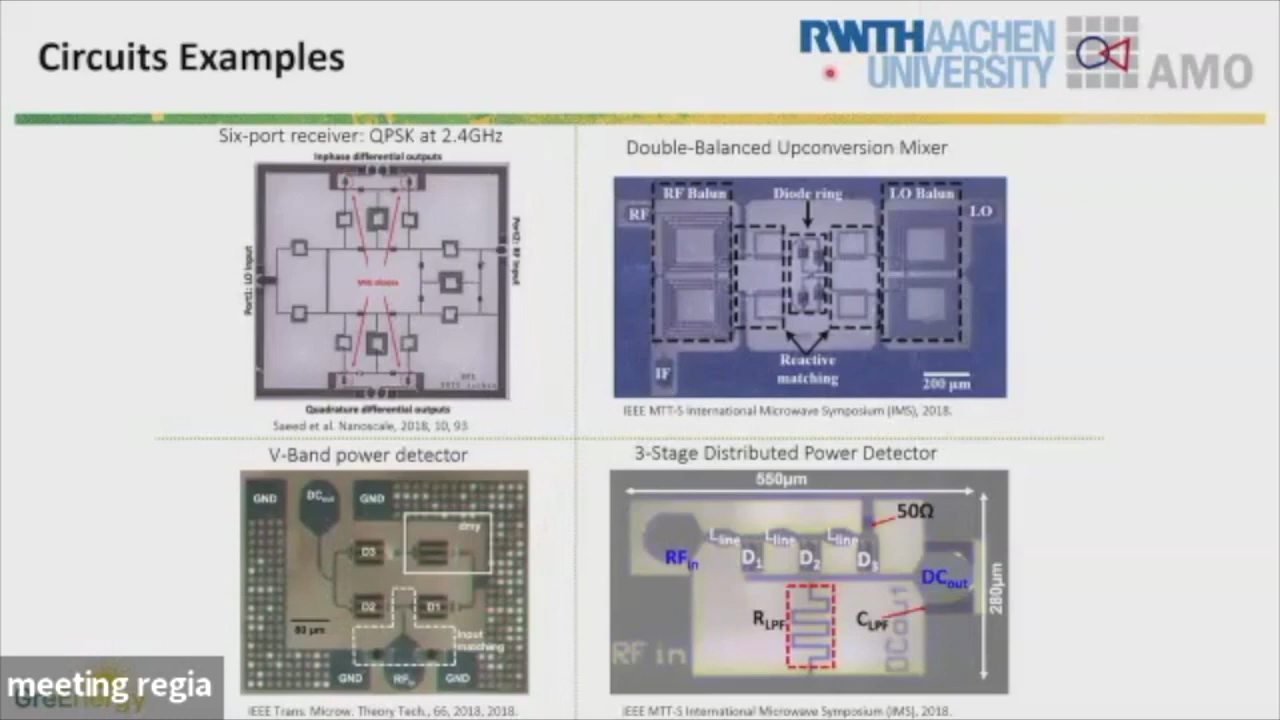 Circuits Examples
RWTHAACHEN
UNIVERSITY
AMO
Six-port receiver: QPSK at 2.4GHz
Inphase differential outputs
Port1: LO Input
Port2: RF Input
Quadrature differential outputs
Saeed et al. Nanoscale, 2018, 10, 93
Double-Balanced Upconversion Mixer
RF Balun
Diode ring
LO Balun
RF
LO
Reactive
matching
IF
200 μm
IEEE MTT-S International Microwave Symposium (IMS), 2018.
V-Band power detector
GND
DCout
GND
D3
D2
D1
80 μm
Input
matching
GND
RFin
GND
IEEE Trans. Microw. Theory Tech., 66, 2018, 2018.
3-Stage Distributed Power Detector
550μm
50Ω
Lline
Lline
Lline
RFin
D1
D2
D3
DCout
280μm
RLPF
CLPF
DCout
RF in
IEEE MTT-S International Microwave Symposium (IMS), 2018.
meeting regia
GreEnergy